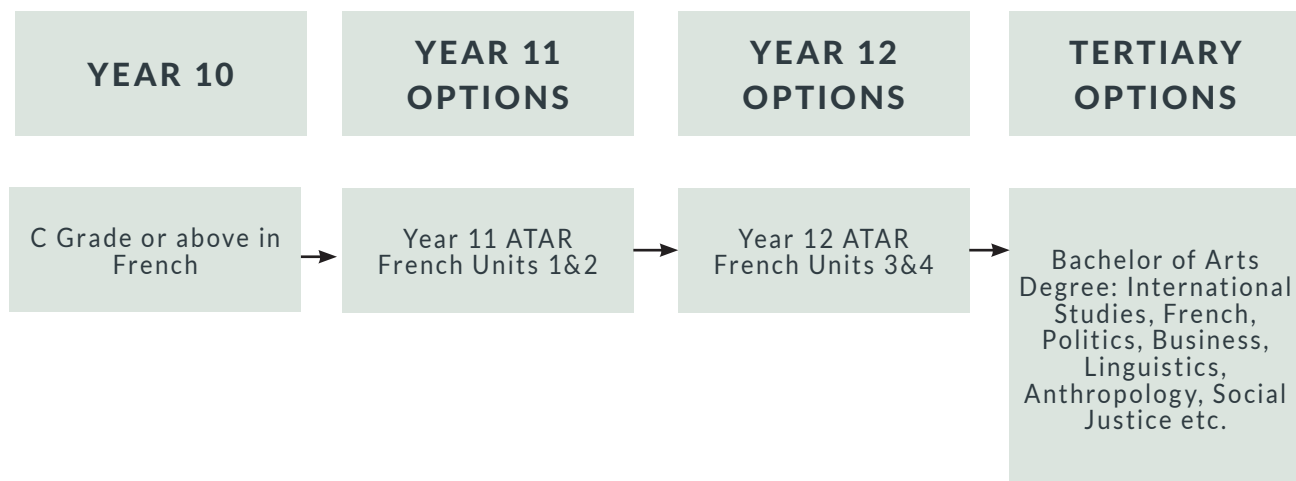 YEAR 10
YEAR 11
OPTIONS
YEAR 12
OPTIONS
TERTIARY
OPTIONS
C Grade or above in
French
Year 11 ATAR
French Units 1&2
Year 12 ATAR
French Units 3&4
Bachelor of Arts
Degree: International
Studies, French,
Politics, Business,
Linguistics,
Anthropology, Social
Justice etc.